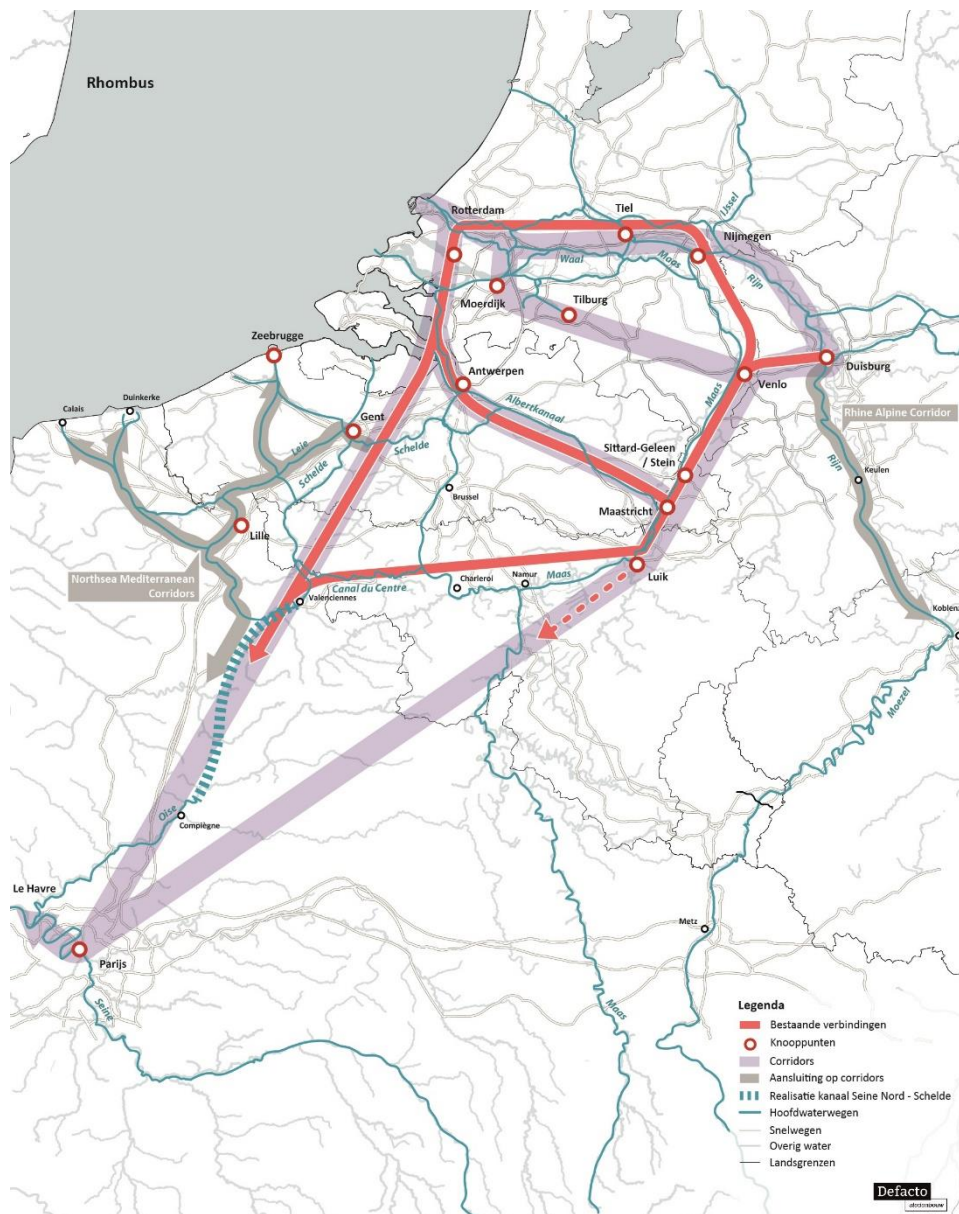 Rhombus
IJssel
Rotterdam
Tiel
Nijmegen
Waal
Maas
Rijn
Moerdijk
Tilburg
Zeebrugge
Duisburg
Venlo
Antwerpen
Maas
Calais
Duinkerke
Albertkanaal
Rhine Alpine Corridor
Gent
Leie
Schelde
Schelde
Sittard-Geleen
/ Stein
Rijn
Keulen
Brussel
Maastricht
Lille
Northsea Mediterranean
Corridors
Luik
Maas
Namur
Charleroi
Canal du Centre
Valenciennes
Koblenz
Moezel
Oise
Compiègne
Le Havre
Metz
Parijs
Seine
Maas
Legenda
Bestaande verbindingen
Knooppunten
Corridors
Aansluiting op corridors
Realisatie kanaal Seine Nord - Schelde
Hoofdwaterwegen
Snelwegen
Overig water
Landsgrenzen
Defacto
stedenbouw